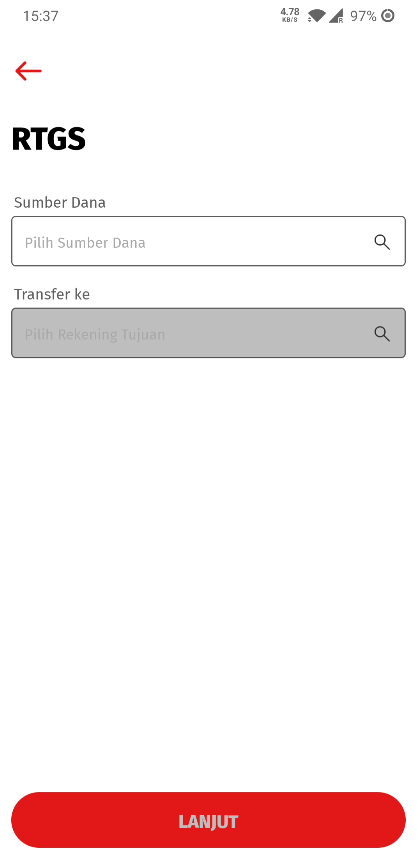 15:37
4.78
KB/S
R
97%
RTGS
Sumber Dana
Pilih Sumber Dana
Transfer ke
Pilih Rekening Tujuan
LANJUT